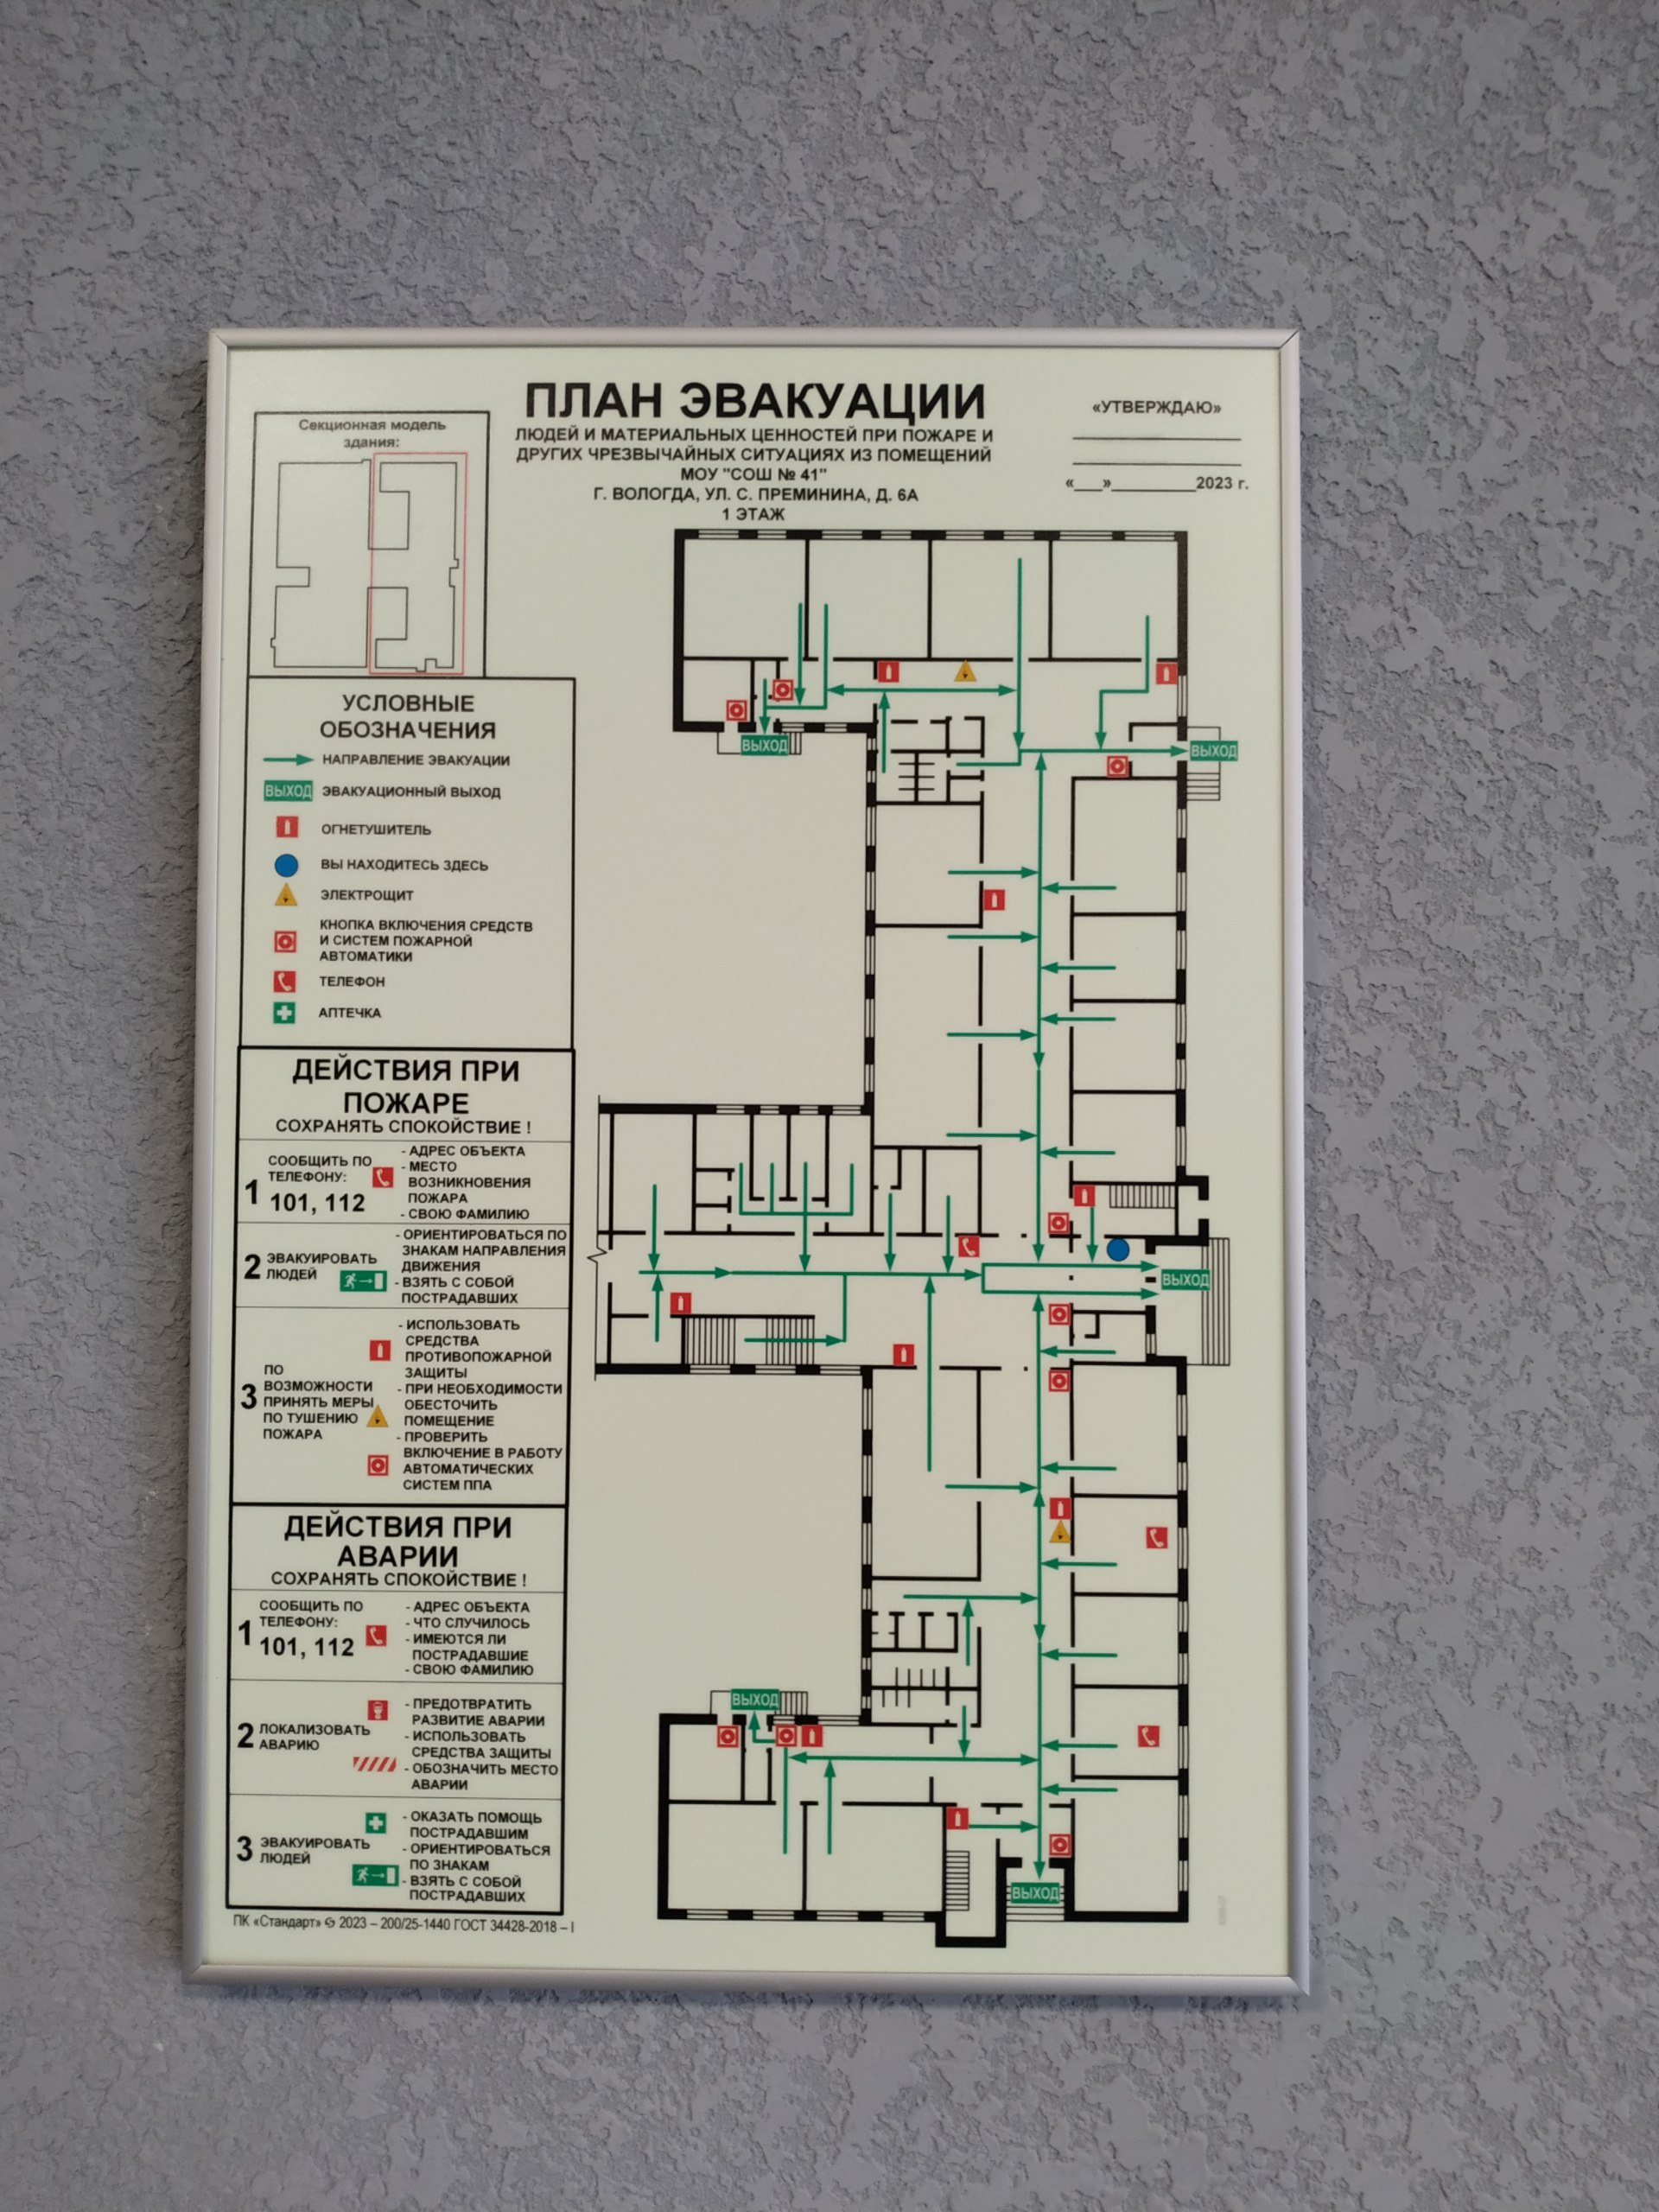 ПЛАН ЭВАКУАЦИИ
ЛЮДЕЙ И МАТЕРИАЛЬНЫХ ЦЕННОСТЕЙ ПРИ ПОЖАРЕ И
ДРУГИХ ЧРЕЗВЫЧАЙНЫХ СИТУАЦИЯХ ИЗ ПОМЕЩЕНИЙ
МОУ "СОШ № 41"
Г. ВОЛОГДА, УЛ. С. ПРЕМИНИНА, Д. 6А
1 ЭТАЖ
«УТВЕРЖДАЮ»
«___»__________2023 г.
Секционная модель
здания:
УСЛОВНЫЕ
ОБОЗНАЧЕНИЯ
НАПРАВЛЕНИЕ ЭВАКУАЦИИ
ВЫХОД ЭВАКУАЦИОННЫЙ ВЫХОД
ОГНЕТУШИТЕЛЬ
ВЫ НАХОДИТЕСЬ ЗДЕСЬ
ЭЛЕКТРОЩИТ
КНОПКА ВКЛЮЧЕНИЯ СРЕДСТВ
И СИСТЕМ ПОЖАРНОЙ
АВТОМАТИКИ
ТЕЛЕФОН
АПТЕЧКА
ДЕЙСТВИЯ ПРИ
ПОЖАРЕ
СОХРАНЯТЬ СПОКОЙСТВИЕ !
1
СООБЩИТЬ ПО
ТЕЛЕФОНУ:
101, 112
- АДРЕС ОБЪЕКТА
- МЕСТО
ВОЗНИКНОВЕНИЯ
ПОЖАРА
- СВОЮ ФАМИЛИЮ
2
ЭВАКУИРОВАТЬ
ЛЮДЕЙ
- ОРИЕНТИРОВАТЬСЯ ПО
ЗНАКАМ НАПРАВЛЕНИЯ
ДВИЖЕНИЯ
- ВЗЯТЬ С СОБОЙ
ПОСТРАДАВШИХ
3
ПО
ВОЗМОЖНОСТИ
ПРИНЯТЬ МЕРЫ
ПО ТУШЕНИЮ
ПОЖАРА
- ИСПОЛЬЗОВАТЬ
СРЕДСТВА
ПРОТИВОПОЖАРНОЙ
ЗАЩИТЫ
- ПРИ НЕОБХОДИМОСТИ
ОБЕСТОЧИТЬ
ПОМЕЩЕНИЕ
- ПРОВЕРИТЬ
ВКЛЮЧЕНИЕ В РАБОТУ
АВТОМАТИЧЕСКИХ
СИСТЕМ ППА
ДЕЙСТВИЯ ПРИ
АВАРИИ
СОХРАНЯТЬ СПОКОЙСТВИЕ !
1
СООБЩИТЬ ПО
ТЕЛЕФОНУ:
101, 112
- АДРЕС ОБЪЕКТА
- ЧТО СЛУЧИЛОСЬ
- ИМЕЮТСЯ ЛИ
ПОСТРАДАВШИЕ
- СВОЮ ФАМИЛИЮ
2
ЛОКАЛИЗОВАТЬ
АВАРИЮ
- ПРЕДОТВРАТИТЬ
РАЗВИТИЕ АВАРИИ
- ИСПОЛЬЗОВАТЬ
СРЕДСТВА ЗАЩИТЫ
- ОБОЗНАЧИТЬ МЕСТО
АВАРИИ
3
ЭВАКУИРОВАТЬ
ЛЮДЕЙ
- ОКАЗАТЬ ПОМОЩЬ
ПОСТРАДАВШИМ
- ОРИЕНТИРОВАТЬСЯ
ПО ЗНАКАМ
- ВЗЯТЬ С СОБОЙ
ПОСТРАДАВШИХ
ПК «Стандарт» 2023 – 200/25-1440 ГОСТ 34428-2018 – I
ВЫХОД
ВЫХОД
ВЫХОД
ВЫХОД
ВЫХОД